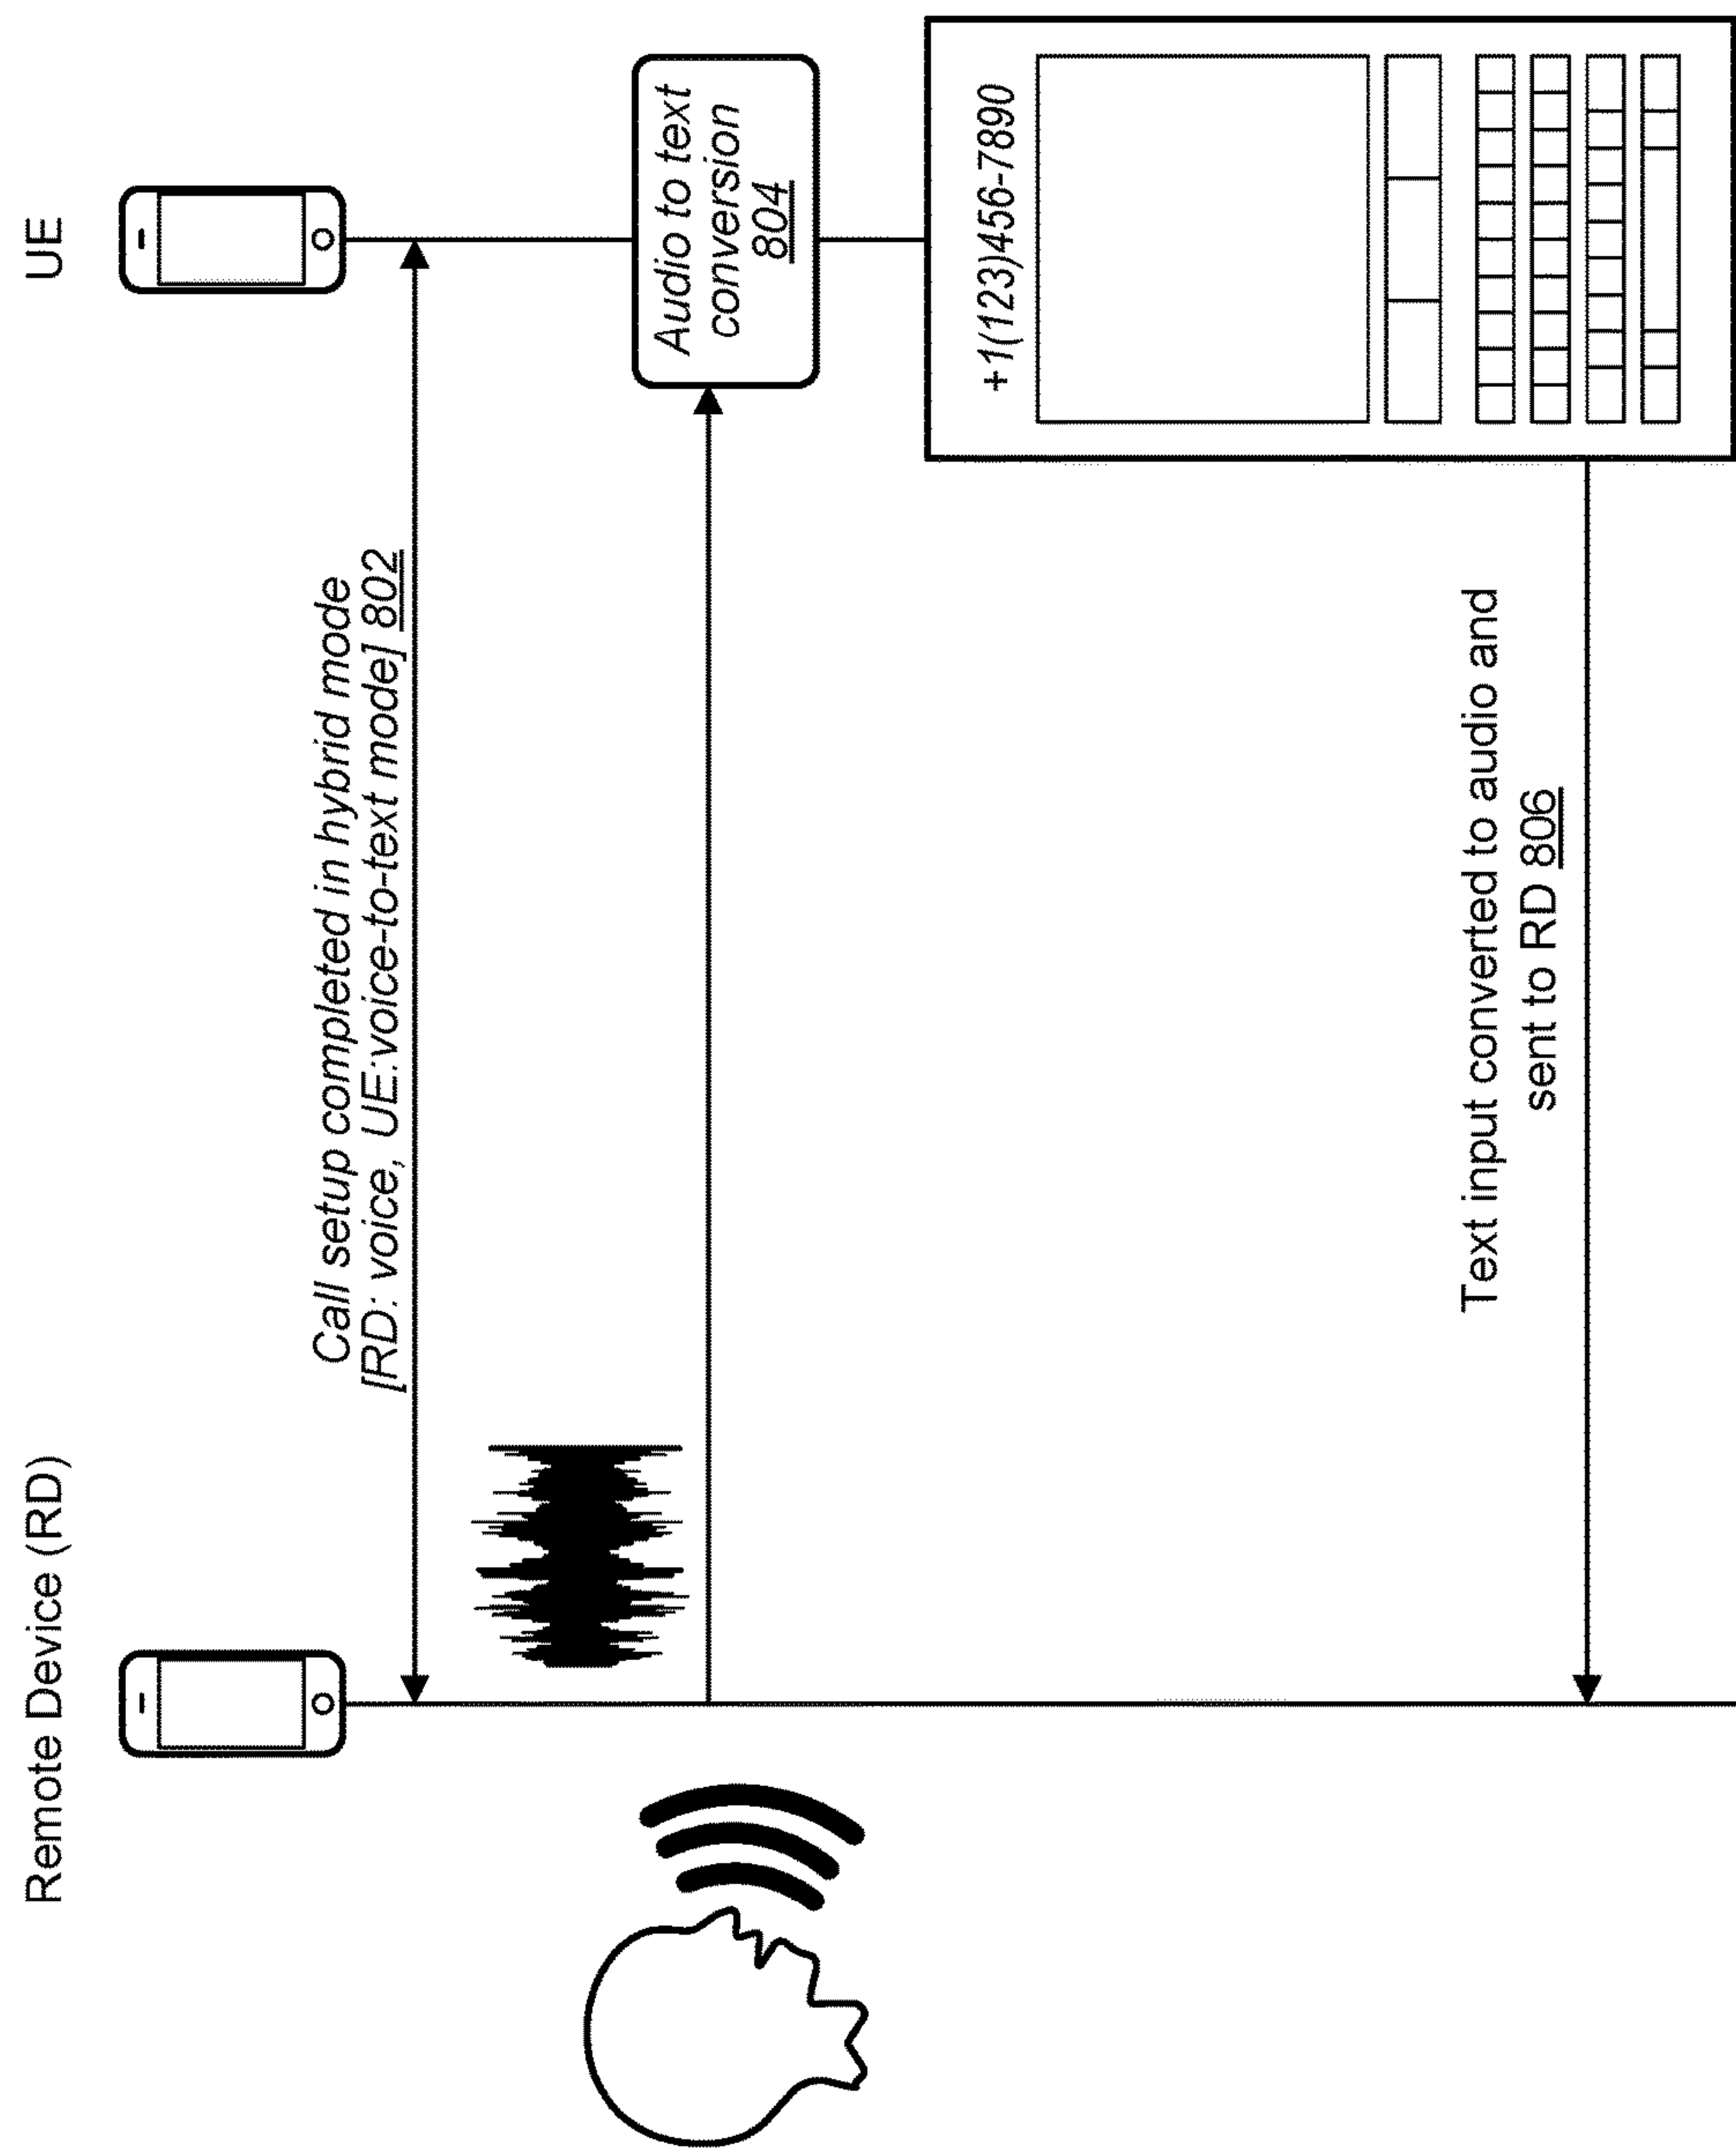 Remote Device (RD)
UE
Call setup completed in hybrid mode
[RD: voice, UE:voice-to-text mode] 802
Audio to text
conversion
804
+1(123)456-7890
Text input converted to audio and
sent to RD 806